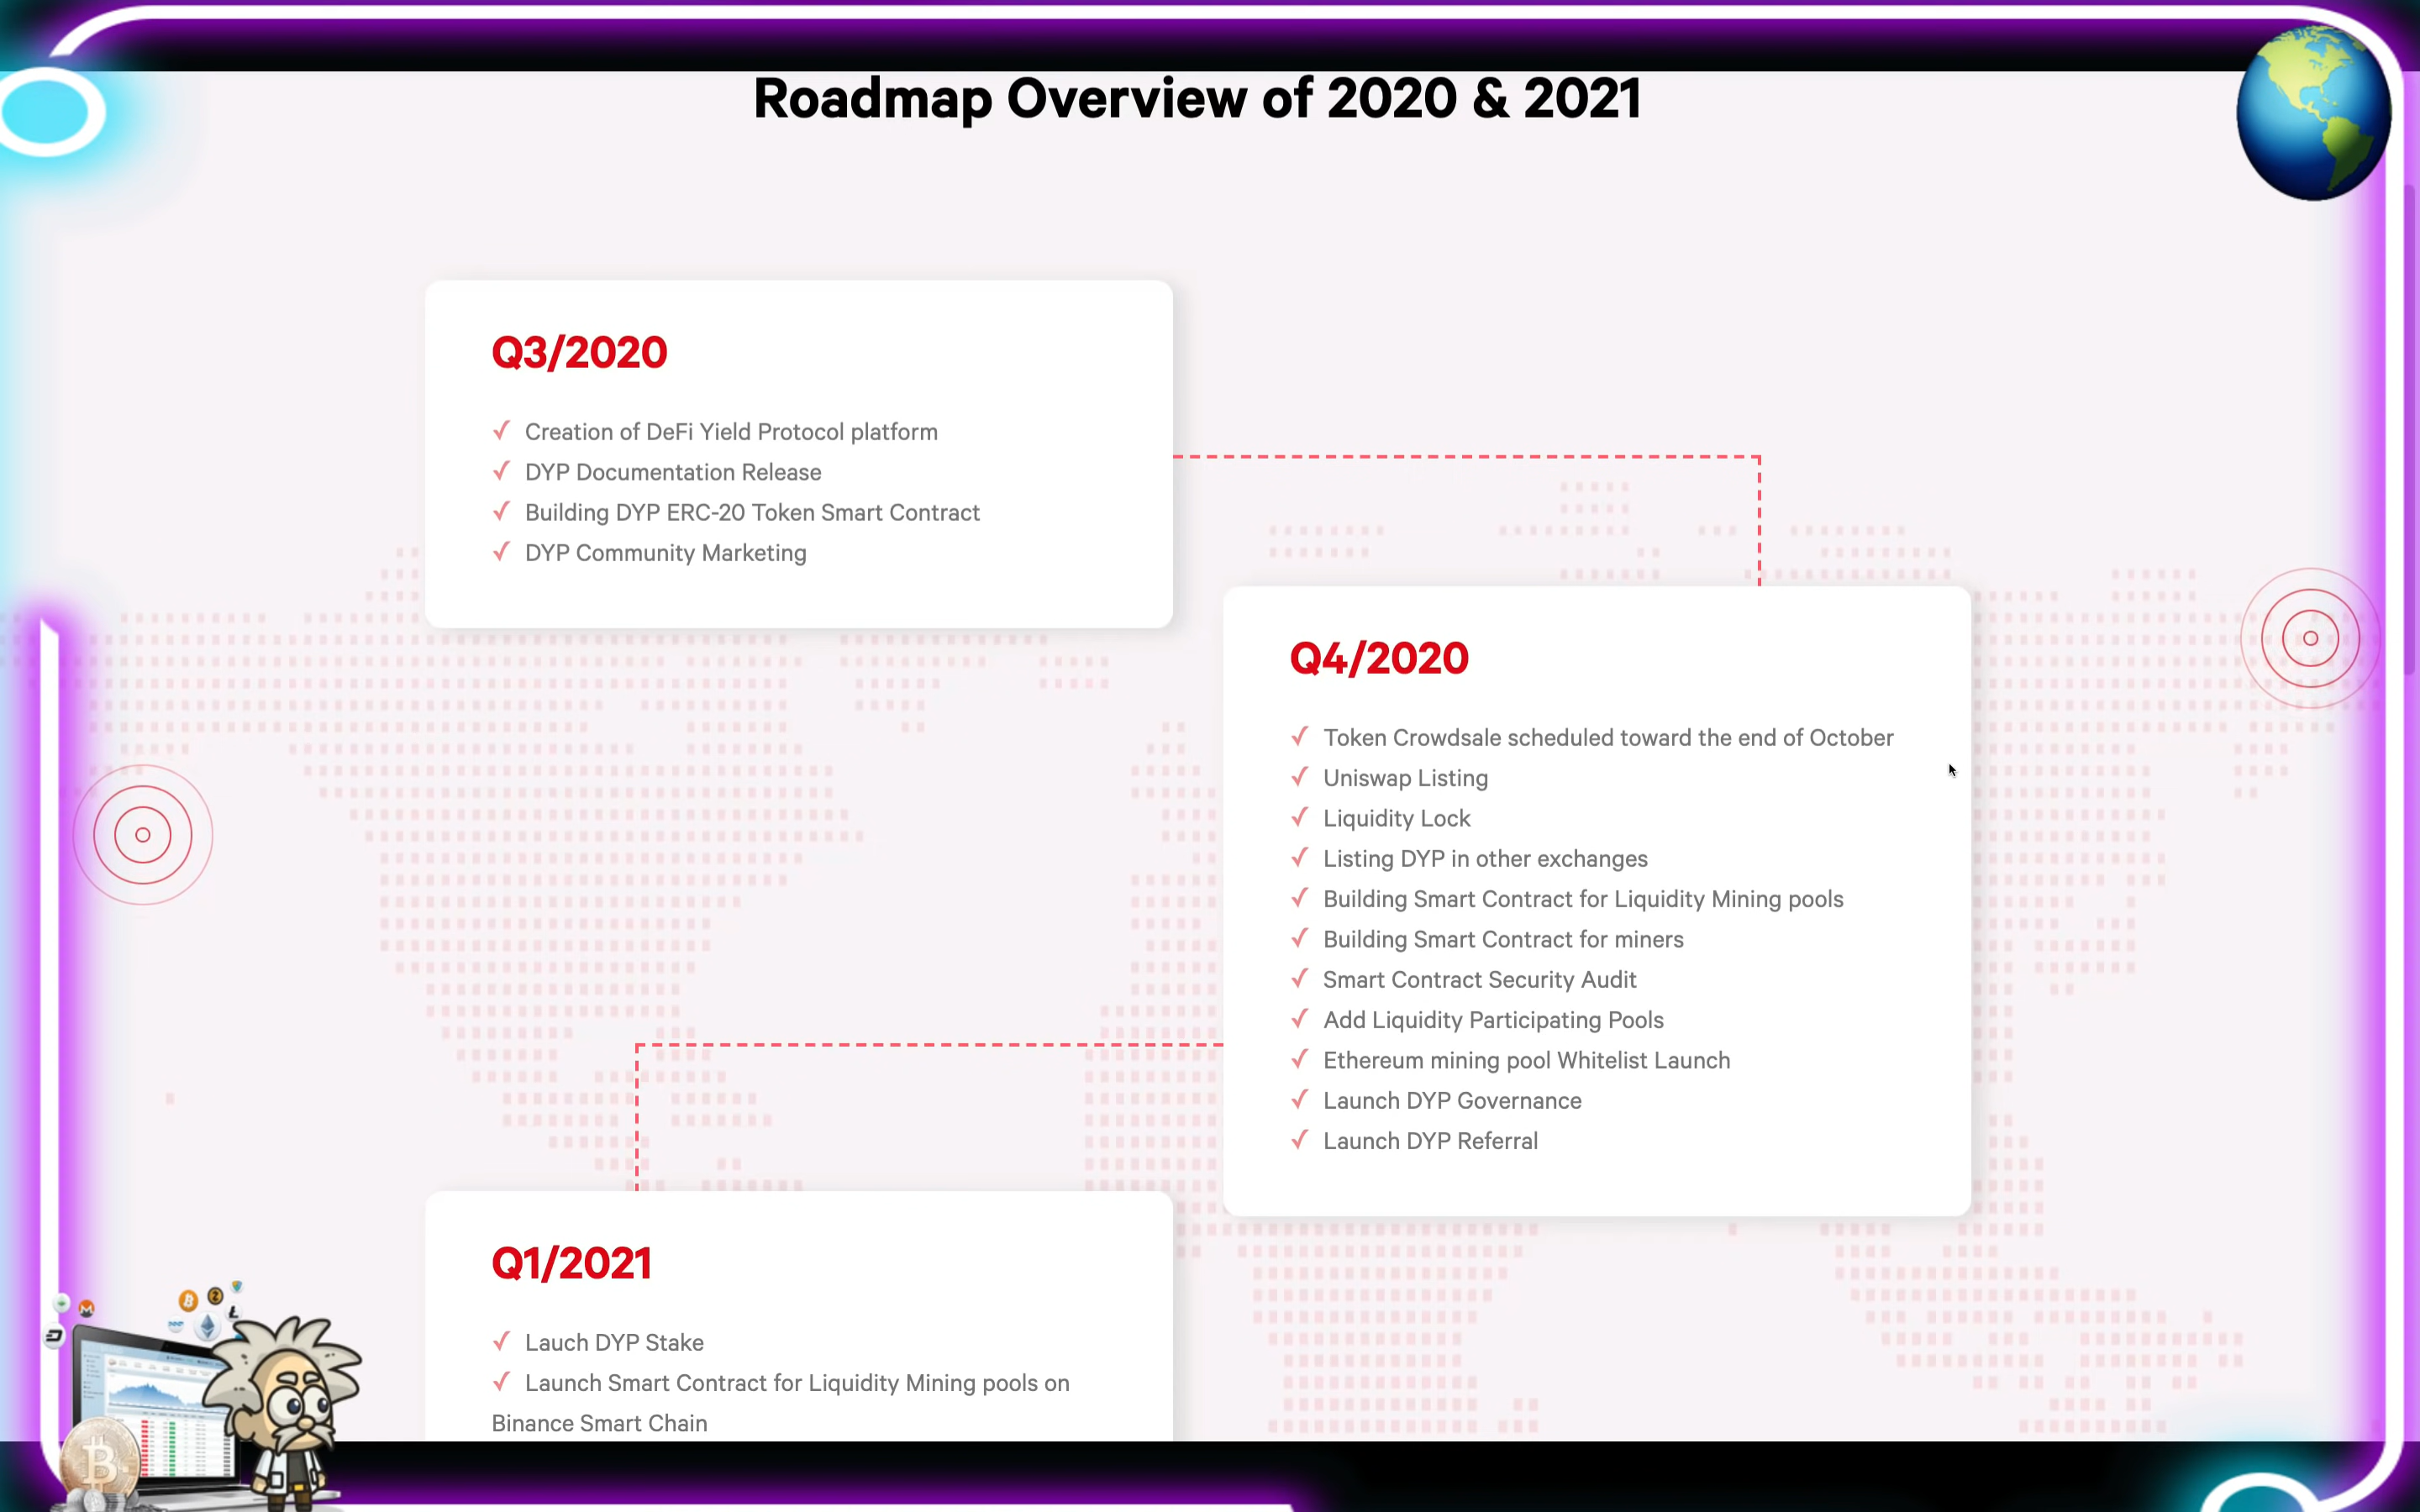 Roadmap Overview of 2020 & 2021
Q3/2020
Creation of DeFi Yield Protocol platform
DYP Documentation Release
Building DYP ERC-20 Token Smart Contract
DYP Community Marketing
Q4/2020
Token Crowdsale scheduled toward the end of October
Uniswap Listing
Liquidity Lock
Listing DYP in other exchanges
Building Smart Contract for Liquidity Mining pools
Building Smart Contract for miners
Smart Contract Security Audit
Add Liquidity Participating Pools
Ethereum mining pool Whitelist Launch
Launch DYP Governance
Launch DYP Referral
Q1/2021
Lauch DYP Stake
Launch Smart Contract for Liquidity Mining pools on
Binance Smart Chain